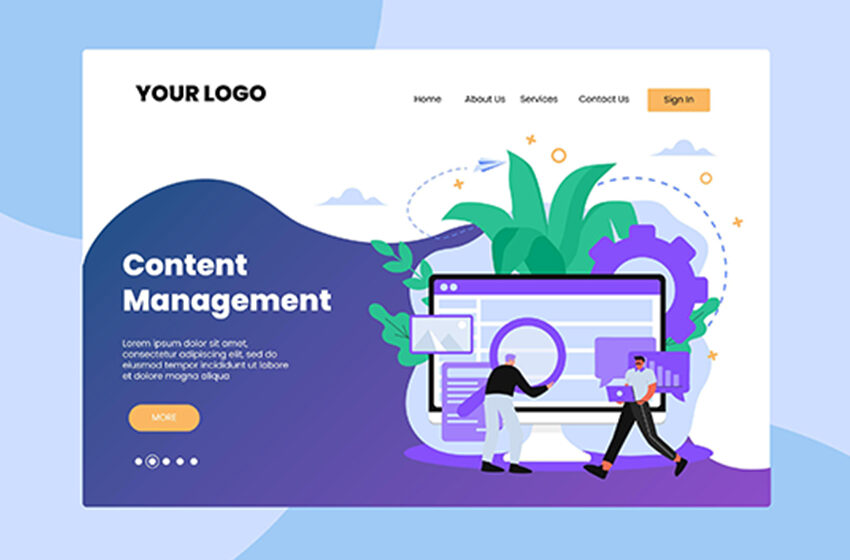 YOUR LOGO
Home About Us Services Contact Us Sign In
Content
Management
Lorem ipsum dolor sit amet,
consectetur adipiscing elit, sed do
eiusmod tempor incididunt ut labore
et dolore magna aliqua
MORE